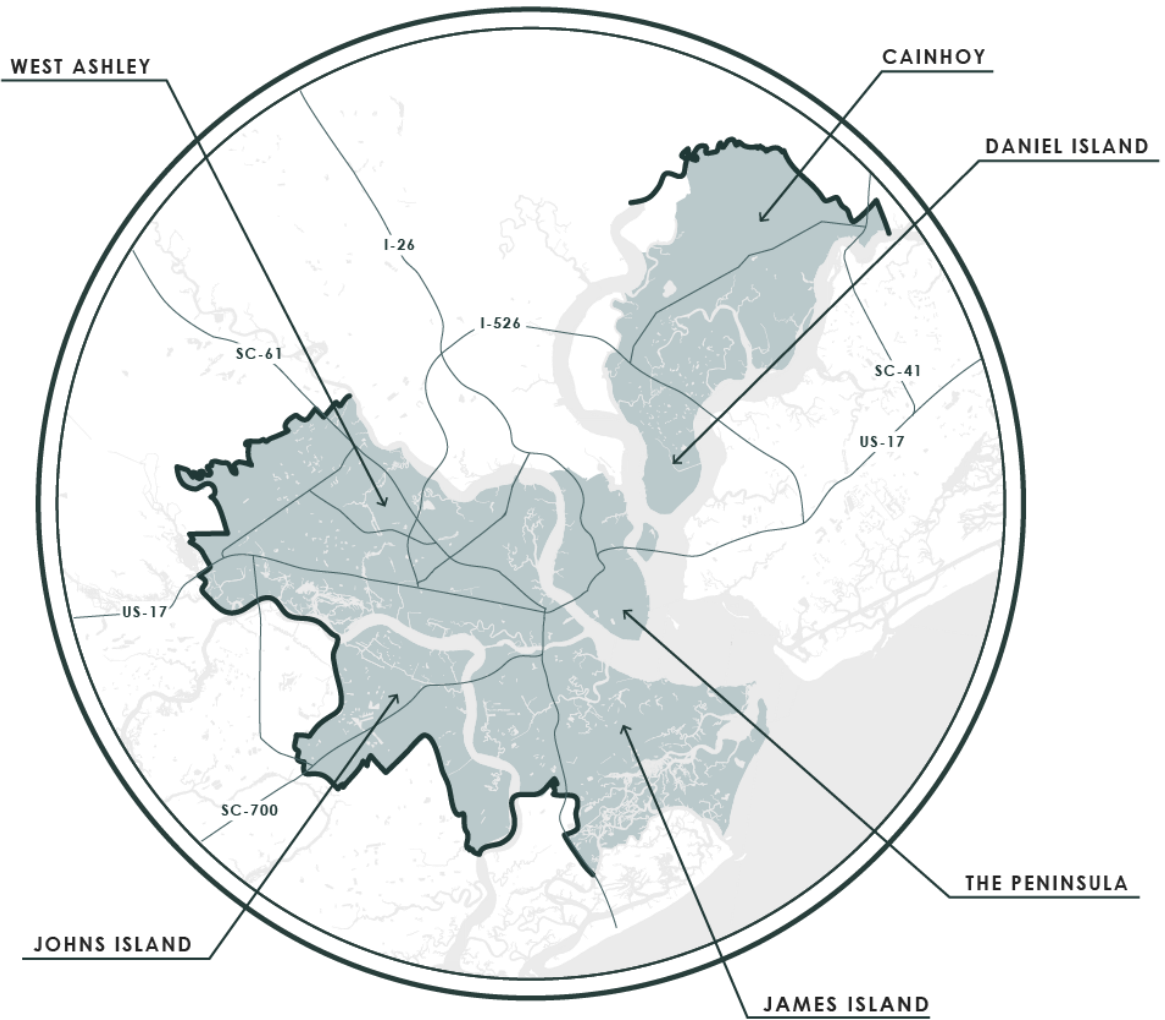 CAINHOY
WEST ASHLEY
DANIEL ISLAND
I-26
I-526
SC-61
SC-41
US-17
US-17
SC-700
THE PENINSULA
JOHNS ISLAND
JAMES ISLAND